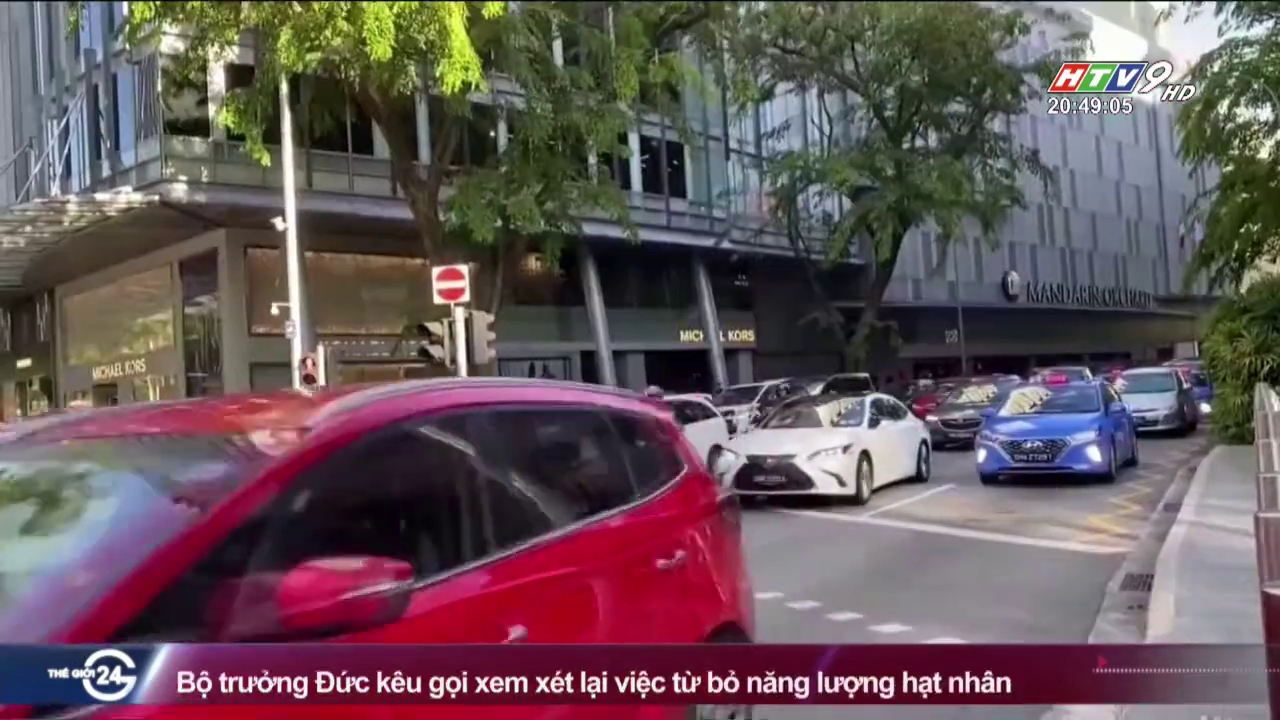 HTV9 HD
20:49:05
MANDARIN ORCHARD
MICHAEL KORS
MICHAEL KORS
THẾ GIỚI 24G
Bộ trưởng Đức kêu gọi xem xét lại việc từ bỏ năng lượng hạt nhân